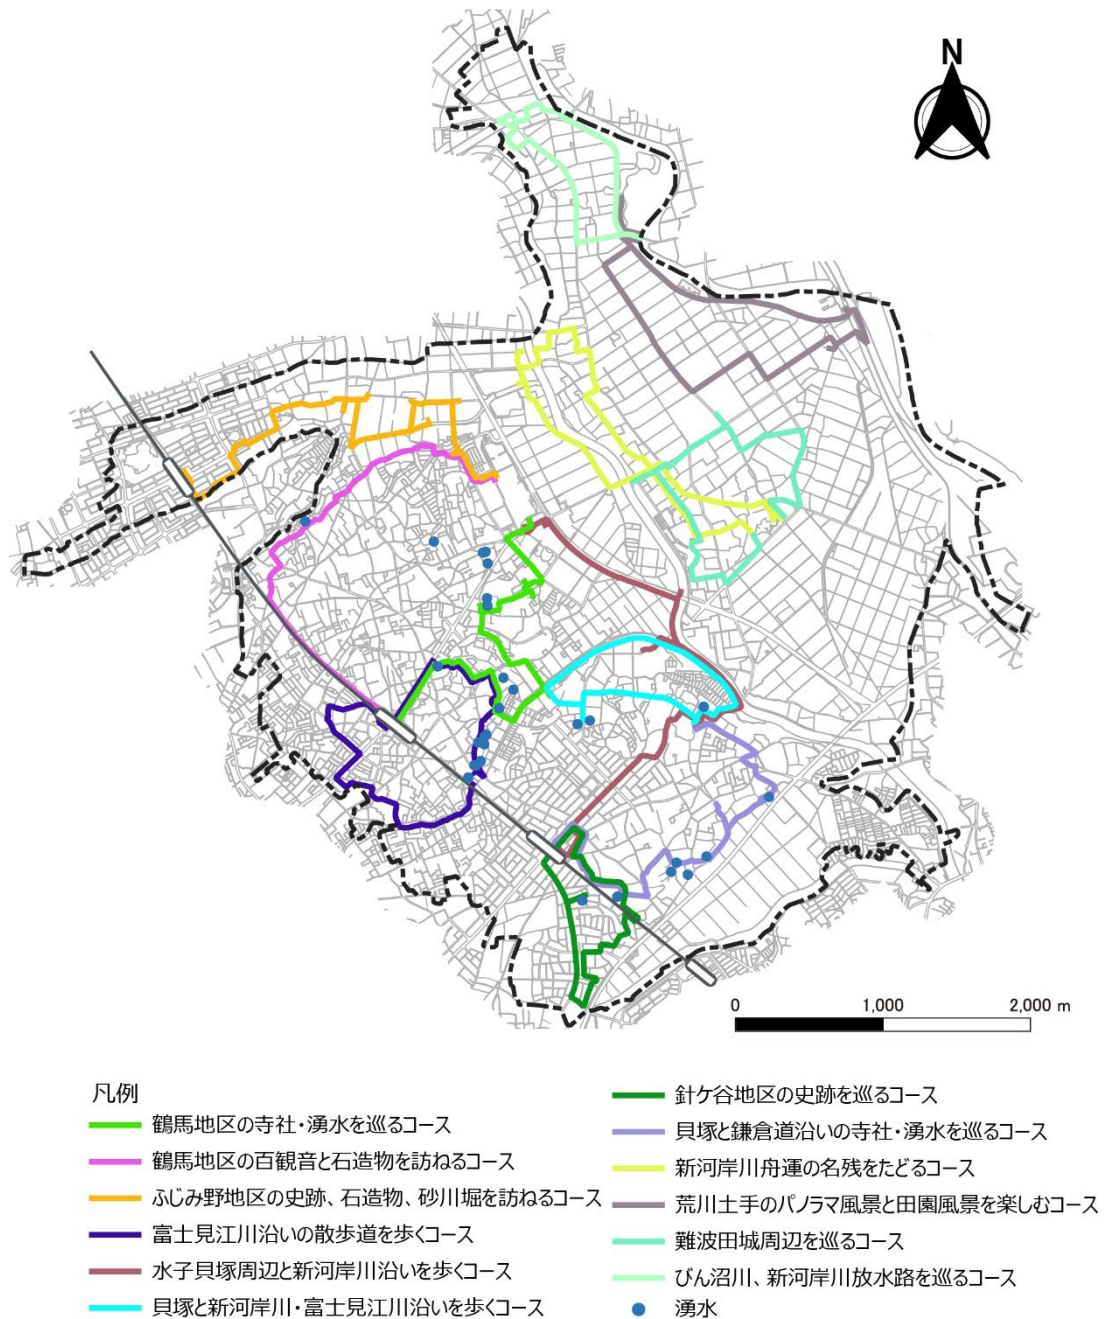 N
0 1,000 2,000 m
凡例
鶴馬地区の寺社・湧水を巡るコース
鶴馬地区の百観音と石造物を訪ねるコース
ふじみ野地区の史跡、石造物、砂川堀を訪ねるコース
富士見江川沿いの散歩道を歩くコース
水子貝塚周辺と新河岸川沿いを歩くコース
貝塚と新河岸川・富士見江川沿いを歩くコース
針ケ谷地区の史跡を巡るコース
貝塚と鎌倉道沿いの寺社・湧水を巡るコース
新河岸川舟運の名残をたどるコース
荒川土手のパノラマ風景と田園風景を楽しむコース
難波田城周辺を巡るコース
びん沼川、新河岸川放水路を巡るコース
湧水